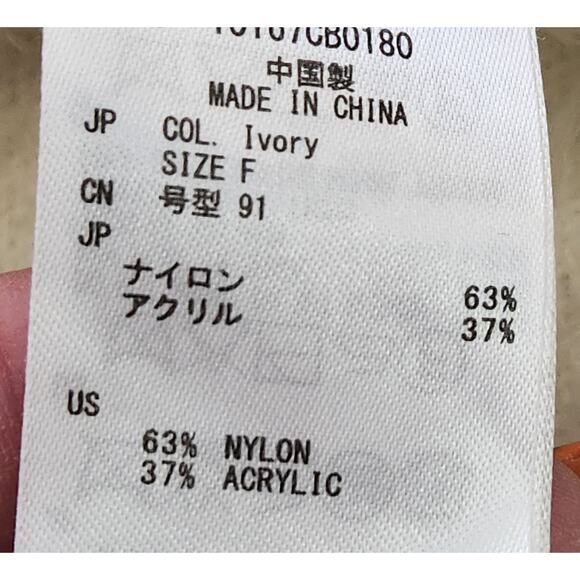 中国製
MADE IN CHINA
JP COL. Ivory
SIZE F
CN 号型 91
JP
ナイロン 63%
アクリル 37%
US
63% NYLON
37% ACRYLIC